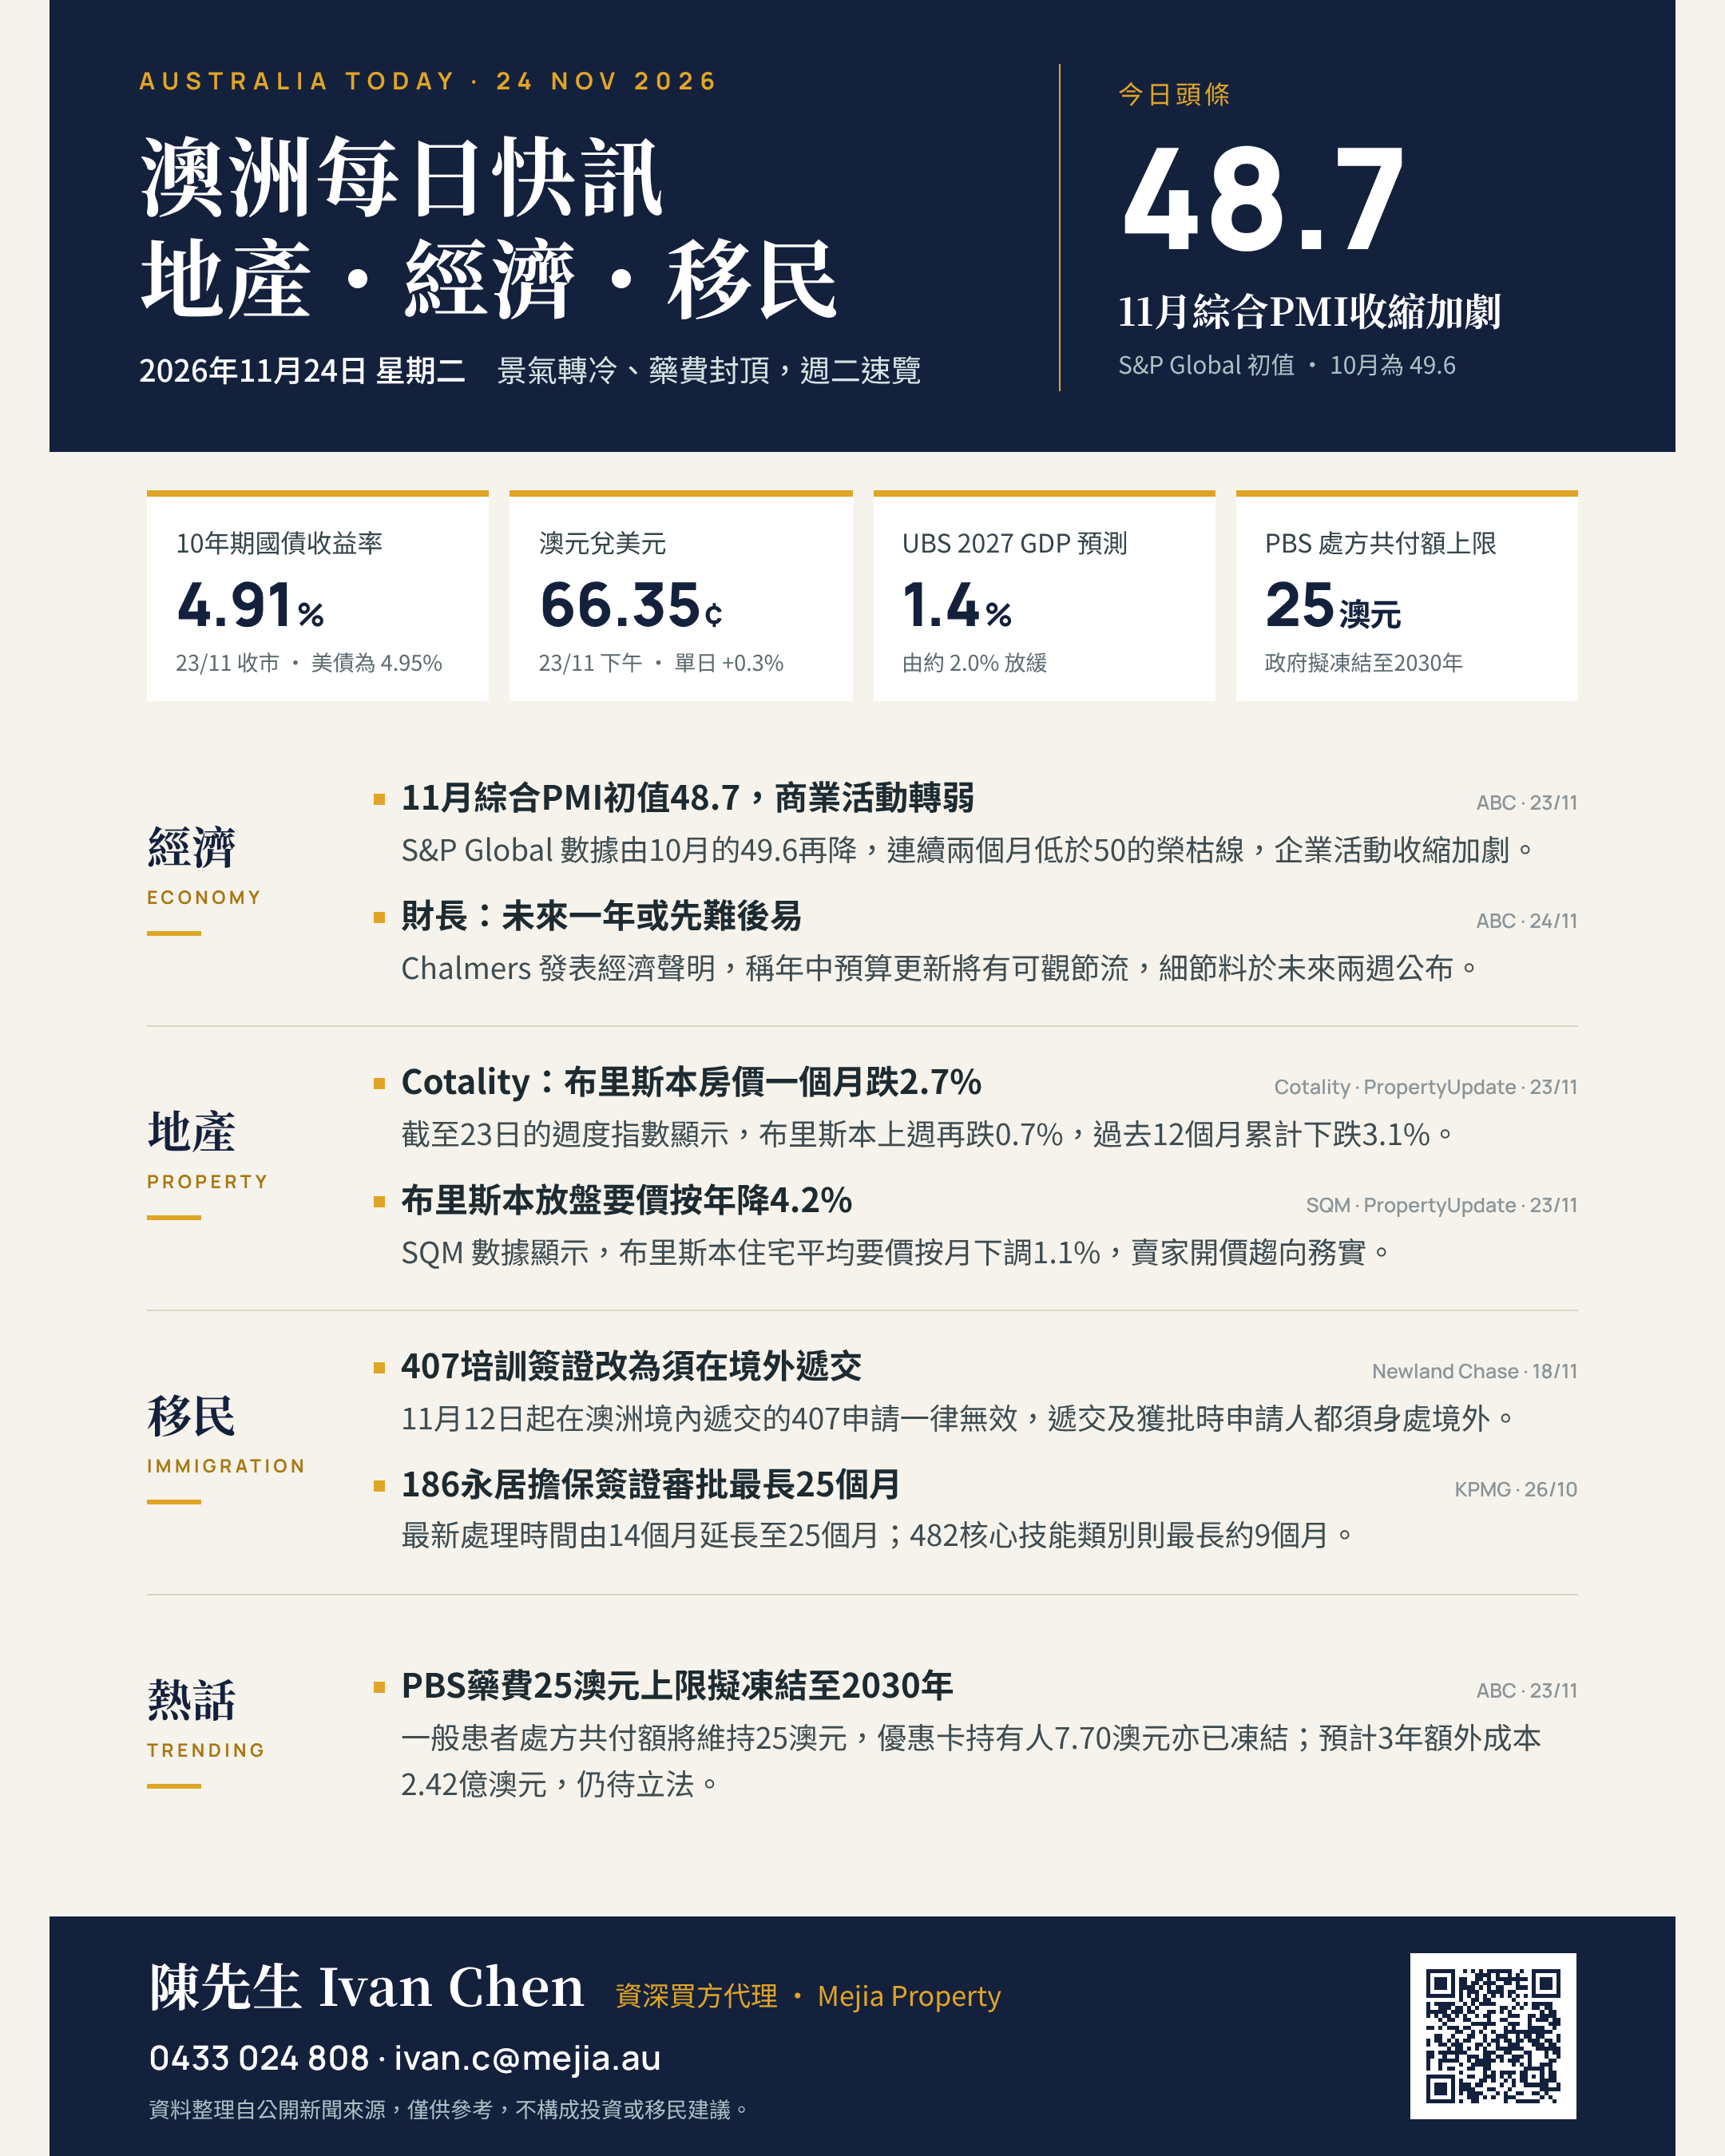 AUSTRALIA TODAY · 24 NOV 2026
澳洲每日快訊
地產・經濟・移民
2026年11月24日 星期二 景氣轉冷、藥費封頂，週二速覽
今日頭條
48.7
11月綜合PMI收縮加劇
S&P Global 初值 ・ 10月為 49.6
10年期國債收益率
4.91%
23/11 收市 ・ 美債為 4.95%
澳元兌美元
66.35¢
23/11 下午 ・ 單日 +0.3%
UBS 2027 GDP 預測
1.4%
由約 2.0% 放緩
PBS 處方共付額上限
25澳元
政府擬凍結至2030年
經濟
ECONOMY
11月綜合PMI初值48.7，商業活動轉弱 ABC · 23/11
S&P Global 數據由10月的49.6再降，連續兩個月低於50的榮枯線，企業活動收縮加劇。
財長：未來一年或先難後易 ABC · 24/11
Chalmers 發表經濟聲明，稱年中預算更新將有可觀節流，細節料於未來兩週公布。
地產
PROPERTY
Cotality：布里斯本房價一個月跌2.7% Cotality · PropertyUpdate · 23/11
截至23日的週度指數顯示，布里斯本上週再跌0.7%，過去12個月累計下跌3.1%。
布里斯本放盤要價按年降4.2% SQM · PropertyUpdate · 23/11
SQM 數據顯示，布里斯本住宅平均要價按月下調1.1%，賣家開價趨向務實。
移民
IMMIGRATION
407培訓簽證改為須在境外遞交 Newland Chase · 18/11
11月12日起在澳洲境內遞交的407申請一律無效，遞交及獲批時申請人都須身處境外。
186永居擔保簽證審批最長25個月 KPMG · 26/10
最新處理時間由14個月延長至25個月；482核心技能類別則最長約9個月。
熱話
TRENDING
PBS藥費25澳元上限擬凍結至2030年 ABC · 23/11
一般患者處方共付額將維持25澳元，優惠卡持有人7.70澳元亦已凍結；預計3年額外成本
2.42億澳元，仍待立法。
陳先生 Ivan Chen 資深買方代理 ・ Mejia Property
0433 024 808 · ivan.c@mejia.au
資料整理自公開新聞來源，僅供參考，不構成投資或移民建議。